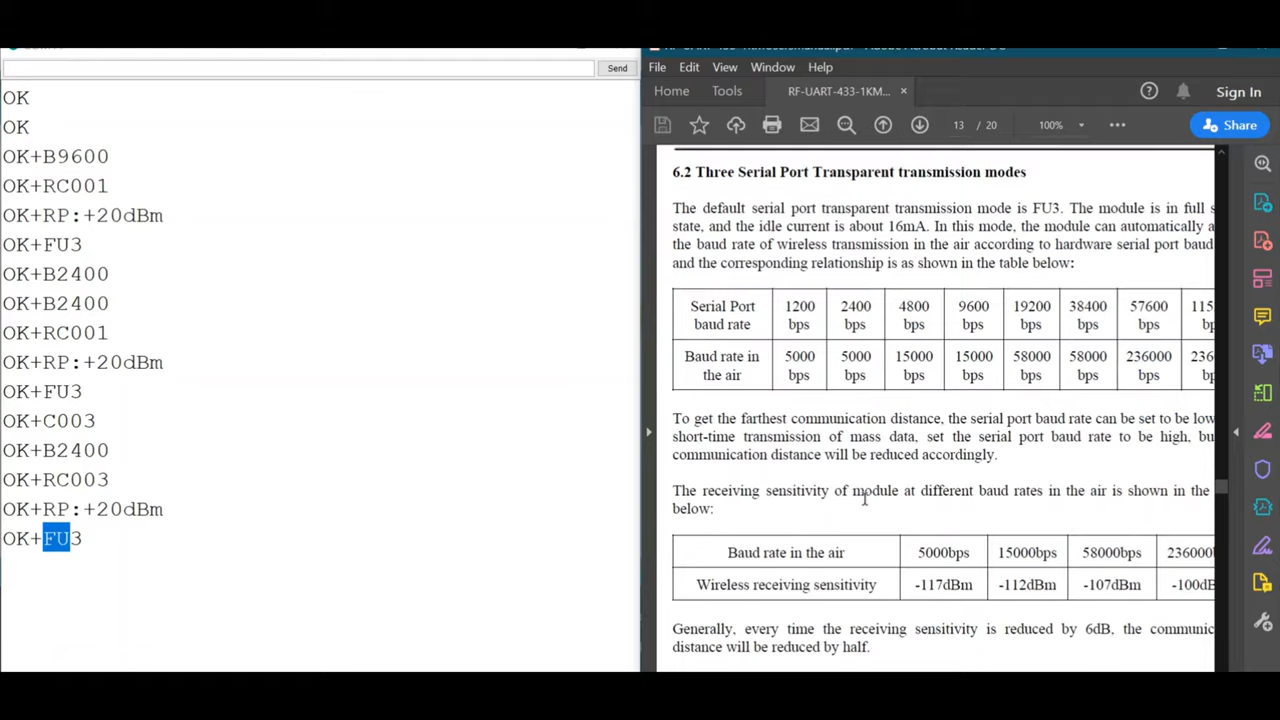 Send
OK
OK
OK+B9600
OK+RC001
OK+RP:+20dBm
OK+FU3
OK+B2400
OK+B2400
OK+RC001
OK+RP:+20dBm
OK+FU3
OK+C003
OK+B2400
OK+RC003
OK+RP:+20dBm
OK+FU3
File Edit View Window Help
Home Tools RF-UART-433-1KM... × Sign In
13 / 20 100% Share
6.2 Three Serial Port Transparent transmission modes
The default serial port transparent transmission mode is FU3. The module is in full s
state, and the idle current is about 16mA. In this mode, the module can automatically a
the baud rate of wireless transmission in the air according to hardware serial port baud
and the corresponding relationship is as shown in the table below:
Serial Port 1200 2400 4800 9600 19200 38400 57600 115
baud rate bps bps bps bps bps bps bps bp
Baud rate in 5000 5000 15000 15000 58000 58000 236000 236
the air bps bps bps bps bps bps bps bp
To get the farthest communication distance, the serial port baud rate can be set to be low
short-time transmission of mass data, set the serial port baud rate to be high, bu
communication distance will be reduced accordingly.
The receiving sensitivity of module at different baud rates in the air is shown in the
below:
Baud rate in the air 5000bps 15000bps 58000bps 236000b
Wireless receiving sensitivity -117dBm -112dBm -107dBm -100dB
Generally, every time the receiving sensitivity is reduced by 6dB, the communic
distance will be reduced by half.